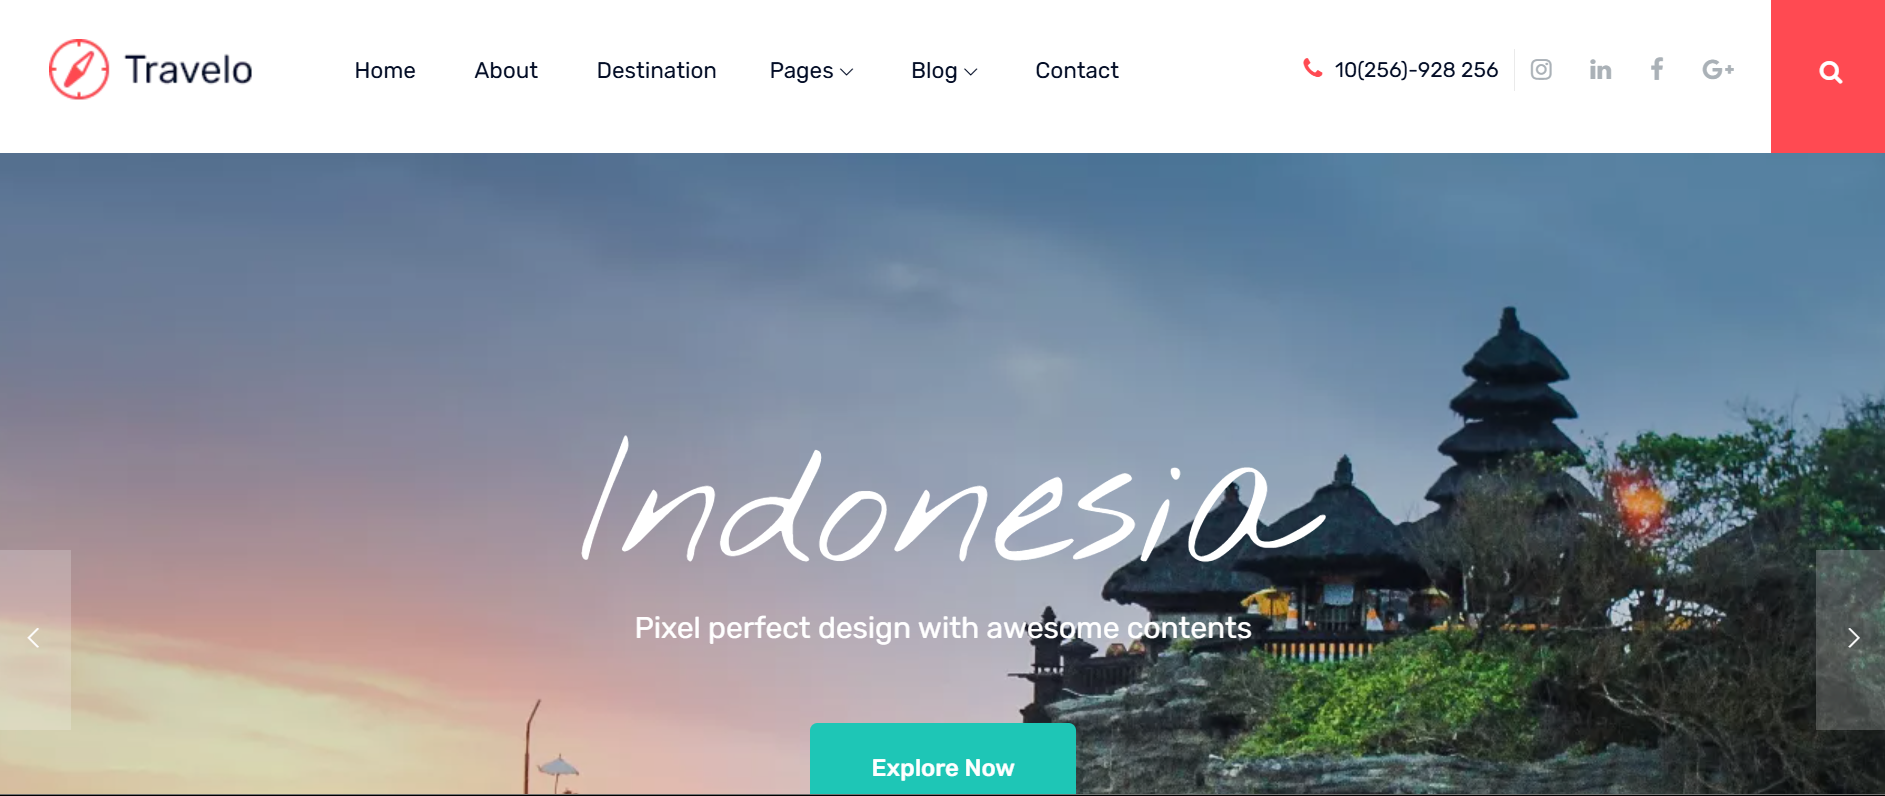 Travelo
Home About Destination Pages Blog Contact 10(256)-928 256
Indonesia
Pixel perfect design with awesome contents
Explore Now